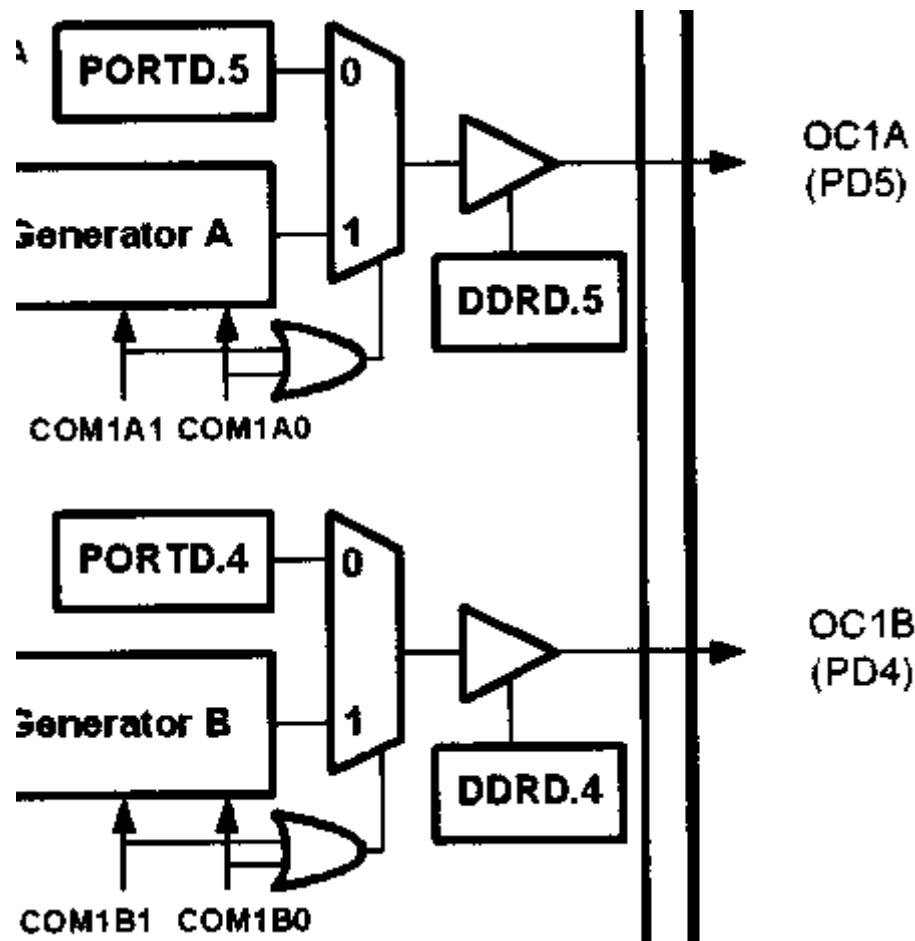 A
PORTD.5
0
OC1A
(PD5)
Generator A
1
DDRD.5
COM1A1 COM1A0
PORTD.4
0
OC1B
(PD4)
Generator B
1
DDRD.4
COM1B1 COM1B0